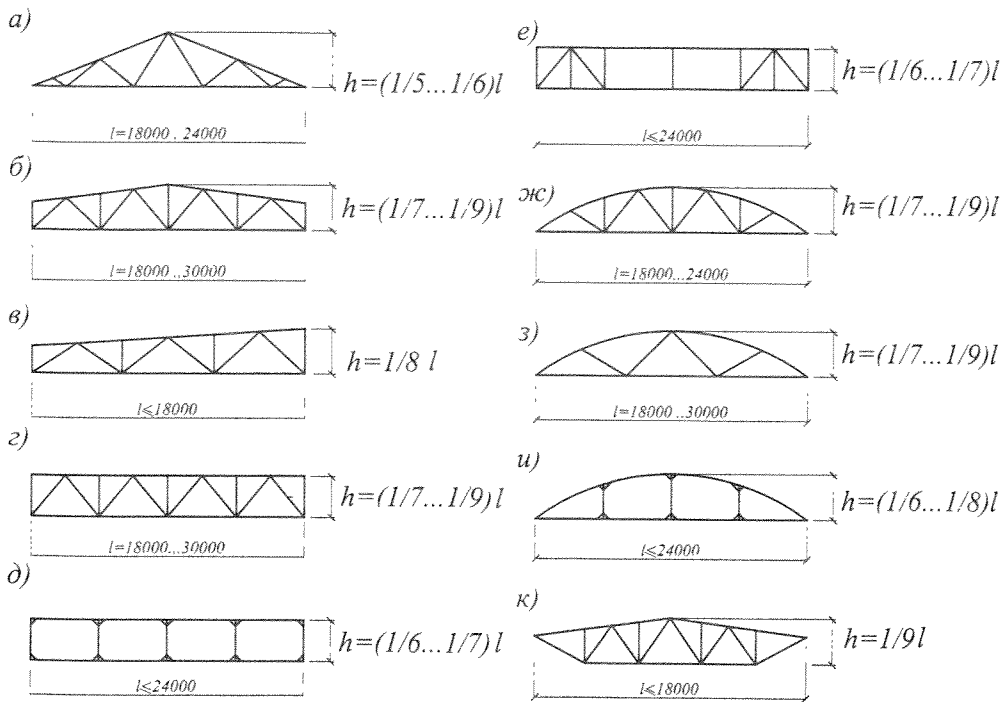 а)
h=(1/5...1/6)l
l=18000 . 24000
б)
h=(1/7...1/9)l
l=18000 ..30000
в)
h=1/8 l
l≤18000
г)
h=(1/7...1/9)l
l=18000...30000
д)
h=(1/6...1/7) l
l≤24000
е)
h=(1/6...1/7)l
l≤24000
ж)
h=(1/7...1/9)l
l=18000...24000
з)
h=(1/7...1/9)l
l=18000 ..30000
и)
h=(1/6...1/8)l
l≤24000
к)
h=1/9 l
l≤18000